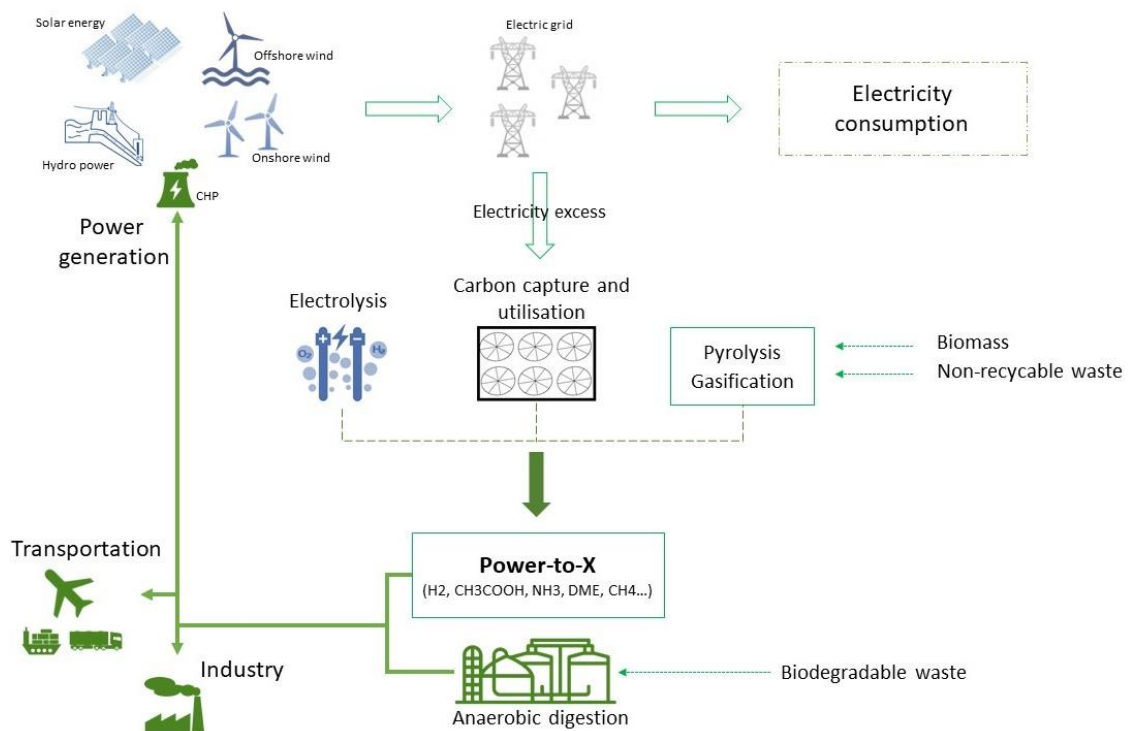 Solar energy
Offshore wind
Hydro power
Onshore wind
CHP
Power
generation
Electric grid
Electricity
consumption
Electricity excess
Electrolysis
O2
H2
Carbon capture and
utilisation
Pyrolysis
Gasification
Biomass
Non-recycable waste
Power-to-X
(H2, CH3COOH, NH3, DME, CH4...)
Transportation
Industry
Anaerobic digestion
Biodegradable waste